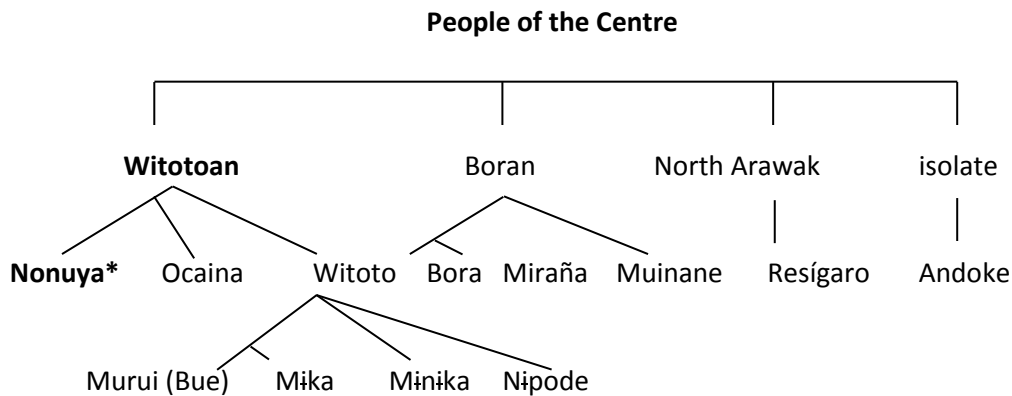 People of the Centre
Witotoan Boran North Arawak isolate
Nonuya* Ocaina Witoto Bora Miraña Muinane Resígaro Andoke
Murui (Bue) Mɨka Mɨnɨka Nɨpode